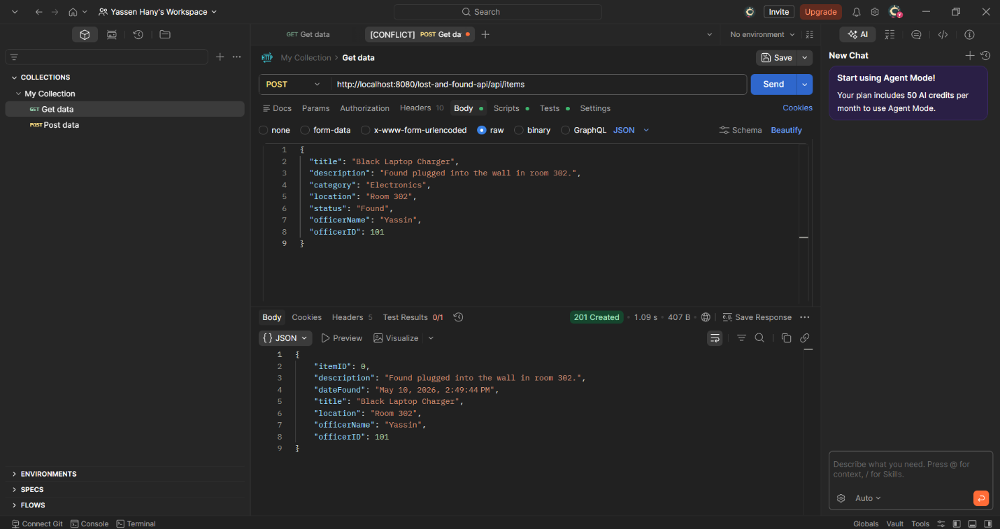 Yassen Hany's Workspace
Search
Invite
Upgrade
GET Get data
[CONFLICT] POST Get da
No environment
AI
My Collection > Get data
Save
New Chat
COLLECTIONS
My Collection
GET Get data
POST Post data
POST
http://localhost:8080/lost-and-found-api/api/items
Send
Start using Agent Mode!
Your plan includes 50 AI credits per
month to use Agent Mode.
Docs Params Authorization Headers 10 Body Scripts Tests Settings
Cookies
none form-data x-www-form-urlencoded raw binary GraphQL JSON
Schema Beautify
1 {
2 "title": "Black Laptop Charger",
3 "description": "Found plugged into the wall in room 302.",
4 "category": "Electronics",
5 "location": "Room 302",
6 "status": "Found",
7 "officerName": "Yassin",
8 "officerID": 101
9 }
Body Cookies Headers 5 Test Results 0/1
201 Created 1.09 s 407 B
e.g. Save Response
{ } JSON Preview Visualize
1 {
2 "itemID": 0,
3 "description": "Found plugged into the wall in room 302.",
4 "dateFound": "May 10, 2026, 2:49:44 PM",
5 "title": "Black Laptop Charger",
6 "location": "Room 302",
7 "officerName": "Yassin",
8 "officerID": 101
9 }
Describe what you need. Press @ for
context, / for Skills.
Auto
ENVIRONMENTS
SPECS
FLOWS
Connect Git Console Terminal
Globals Vault Tools